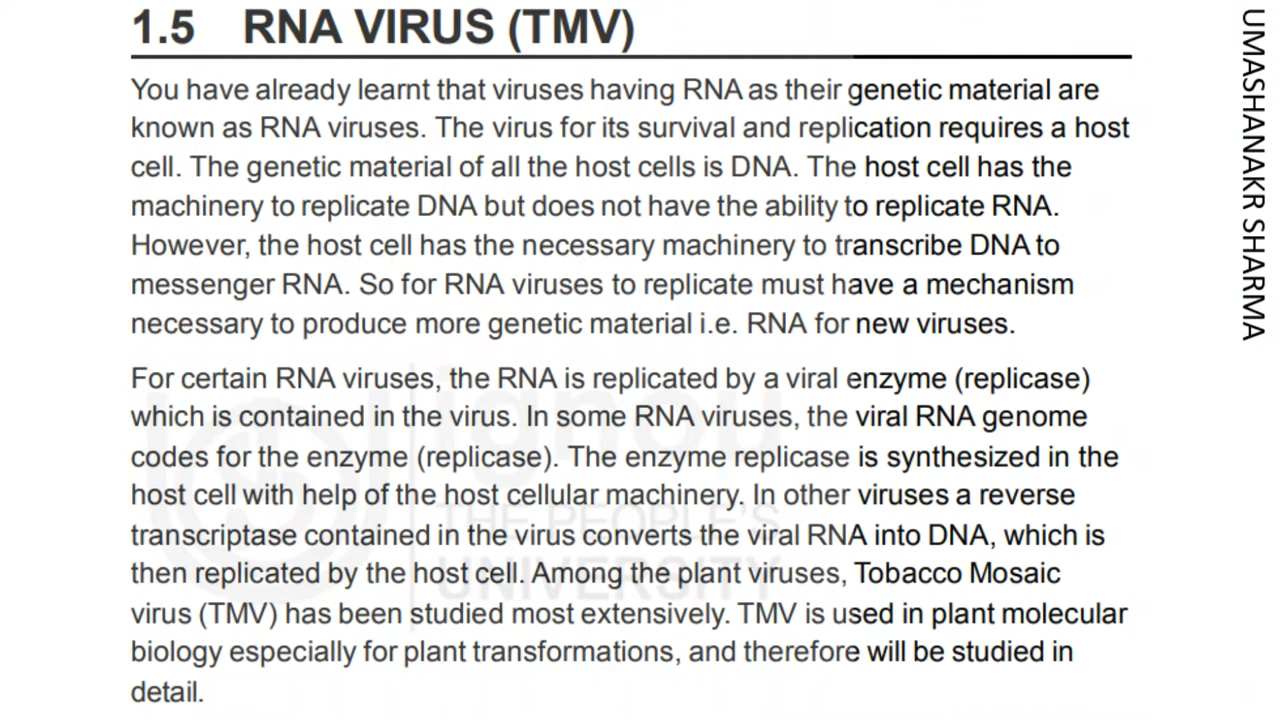 1.5 RNA VIRUS (TMV)
You have already learnt that viruses having RNA as their genetic material are
known as RNA viruses. The virus for its survival and replication requires a host
cell. The genetic material of all the host cells is DNA. The host cell has the
machinery to replicate DNA but does not have the ability to replicate RNA.
However, the host cell has the necessary machinery to transcribe DNA to
messenger RNA. So for RNA viruses to replicate must have a mechanism
necessary to produce more genetic material i.e. RNA for new viruses.
For certain RNA viruses, the RNA is replicated by a viral enzyme (replicase)
which is contained in the virus. In some RNA viruses, the viral RNA genome
codes for the enzyme (replicase). The enzyme replicase is synthesized in the
host cell with help of the host cellular machinery. In other viruses a reverse
transcriptase contained in the virus converts the viral RNA into DNA, which is
then replicated by the host cell. Among the plant viruses, Tobacco Mosaic
virus (TMV) has been studied most extensively. TMV is used in plant molecular
biology especially for plant transformations, and therefore will be studied in
detail.
ignou
THE PEOPLE'S
UNIVERSITY
UMASHANAKR SHARMA